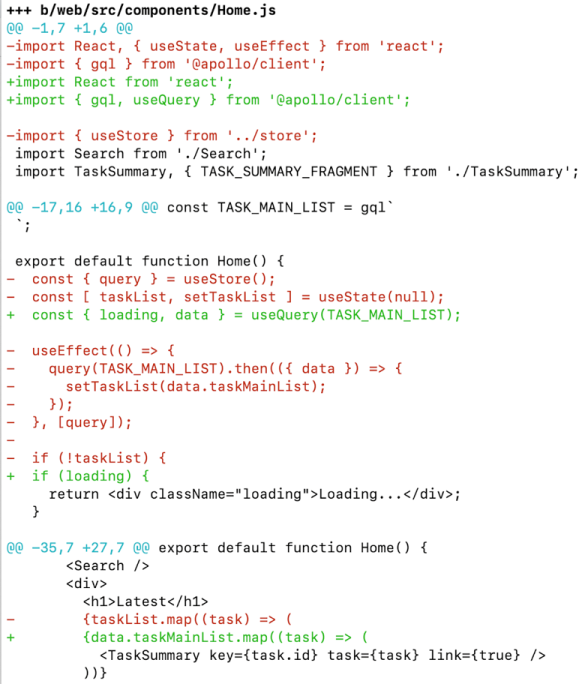 +++ b/web/src/components/Home.js
@@ -1,7 +1,6 @@
-import React, { useState, useEffect } from 'react';
-import { gql } from '@apollo/client';
+import React from 'react';
+import { gql, useQuery } from '@apollo/client';

-import { useStore } from '../store';
 import Search from './Search';
 import TaskSummary, { TASK_SUMMARY_FRAGMENT } from './TaskSummary';

@@ -17,16 +16,9 @@ const TASK_MAIN_LIST = gql`
 `;

 export default function Home() {
-  const { query } = useStore();
-  const [ taskList, setTaskList ] = useState(null);
+  const { loading, data } = useQuery(TASK_MAIN_LIST);

-  useEffect(() => {
-    query(TASK_MAIN_LIST).then(({ data }) => {
-      setTaskList(data.taskMainList);
-    });
-  }, [query]);
-
-  if (!taskList) {
+  if (loading) {
     return <div className="loading">Loading...</div>;
   }

@@ -35,7 +27,7 @@ export default function Home() {
       <Search />
       <div>
         <h1>Latest</h1>
-        {taskList.map((task) => (
+        {data.taskMainList.map((task) => (
           <TaskSummary key={task.id} task={task} link={true} />
         ))}